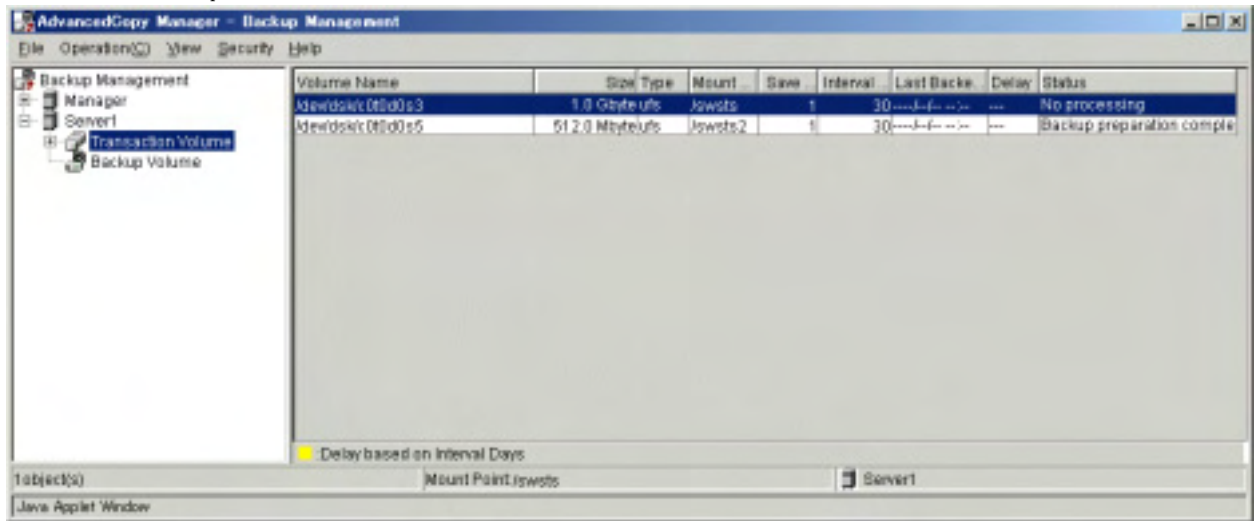 AdvancedCopy Manager - Backup Management
File Operation(C) View Security Help
Backup Management
Manager
Server1
Transaction Volume
Backup Volume
Volume Name Size Type Mount ... Save ... Interval ... Last Backe... Delay Status
/dev/dsk/c0t0d0s3 1.0 Gbyte ufs /swsts 1 30 ----/--/-- --:-- --- No processing
/dev/dsk/c0t0d0s5 512.0 Mbyte ufs /swsts2 1 30 ----/--/-- --:-- --- Backup preparation comple
:Delay based on Interval Days
1 object(s) Mount Point:/swsts Server1
Java Applet Window